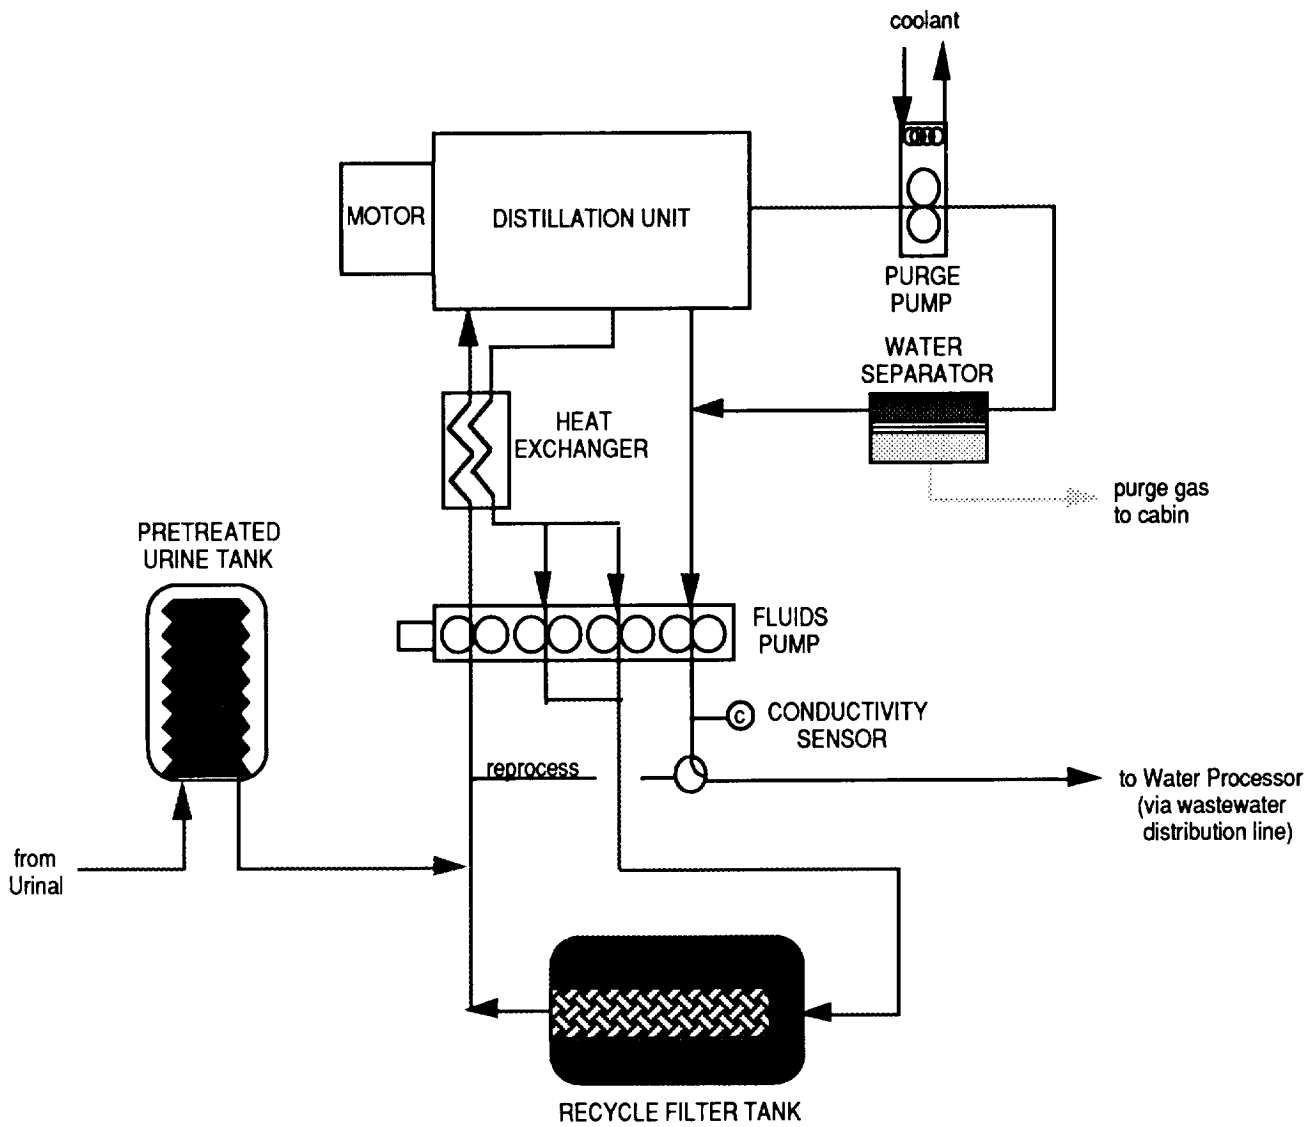 coolant
MOTOR
DISTILLATION UNIT
PURGE
PUMP
WATER
SEPARATOR
HEAT
EXCHANGER
purge gas
to cabin
PRETREATED
URINE TANK
FLUIDS
PUMP
C
CONDUCTIVITY
SENSOR
reprocess
to Water Processor
(via wastewater
distribution line)
from
Urinal
RECYCLE FILTER TANK